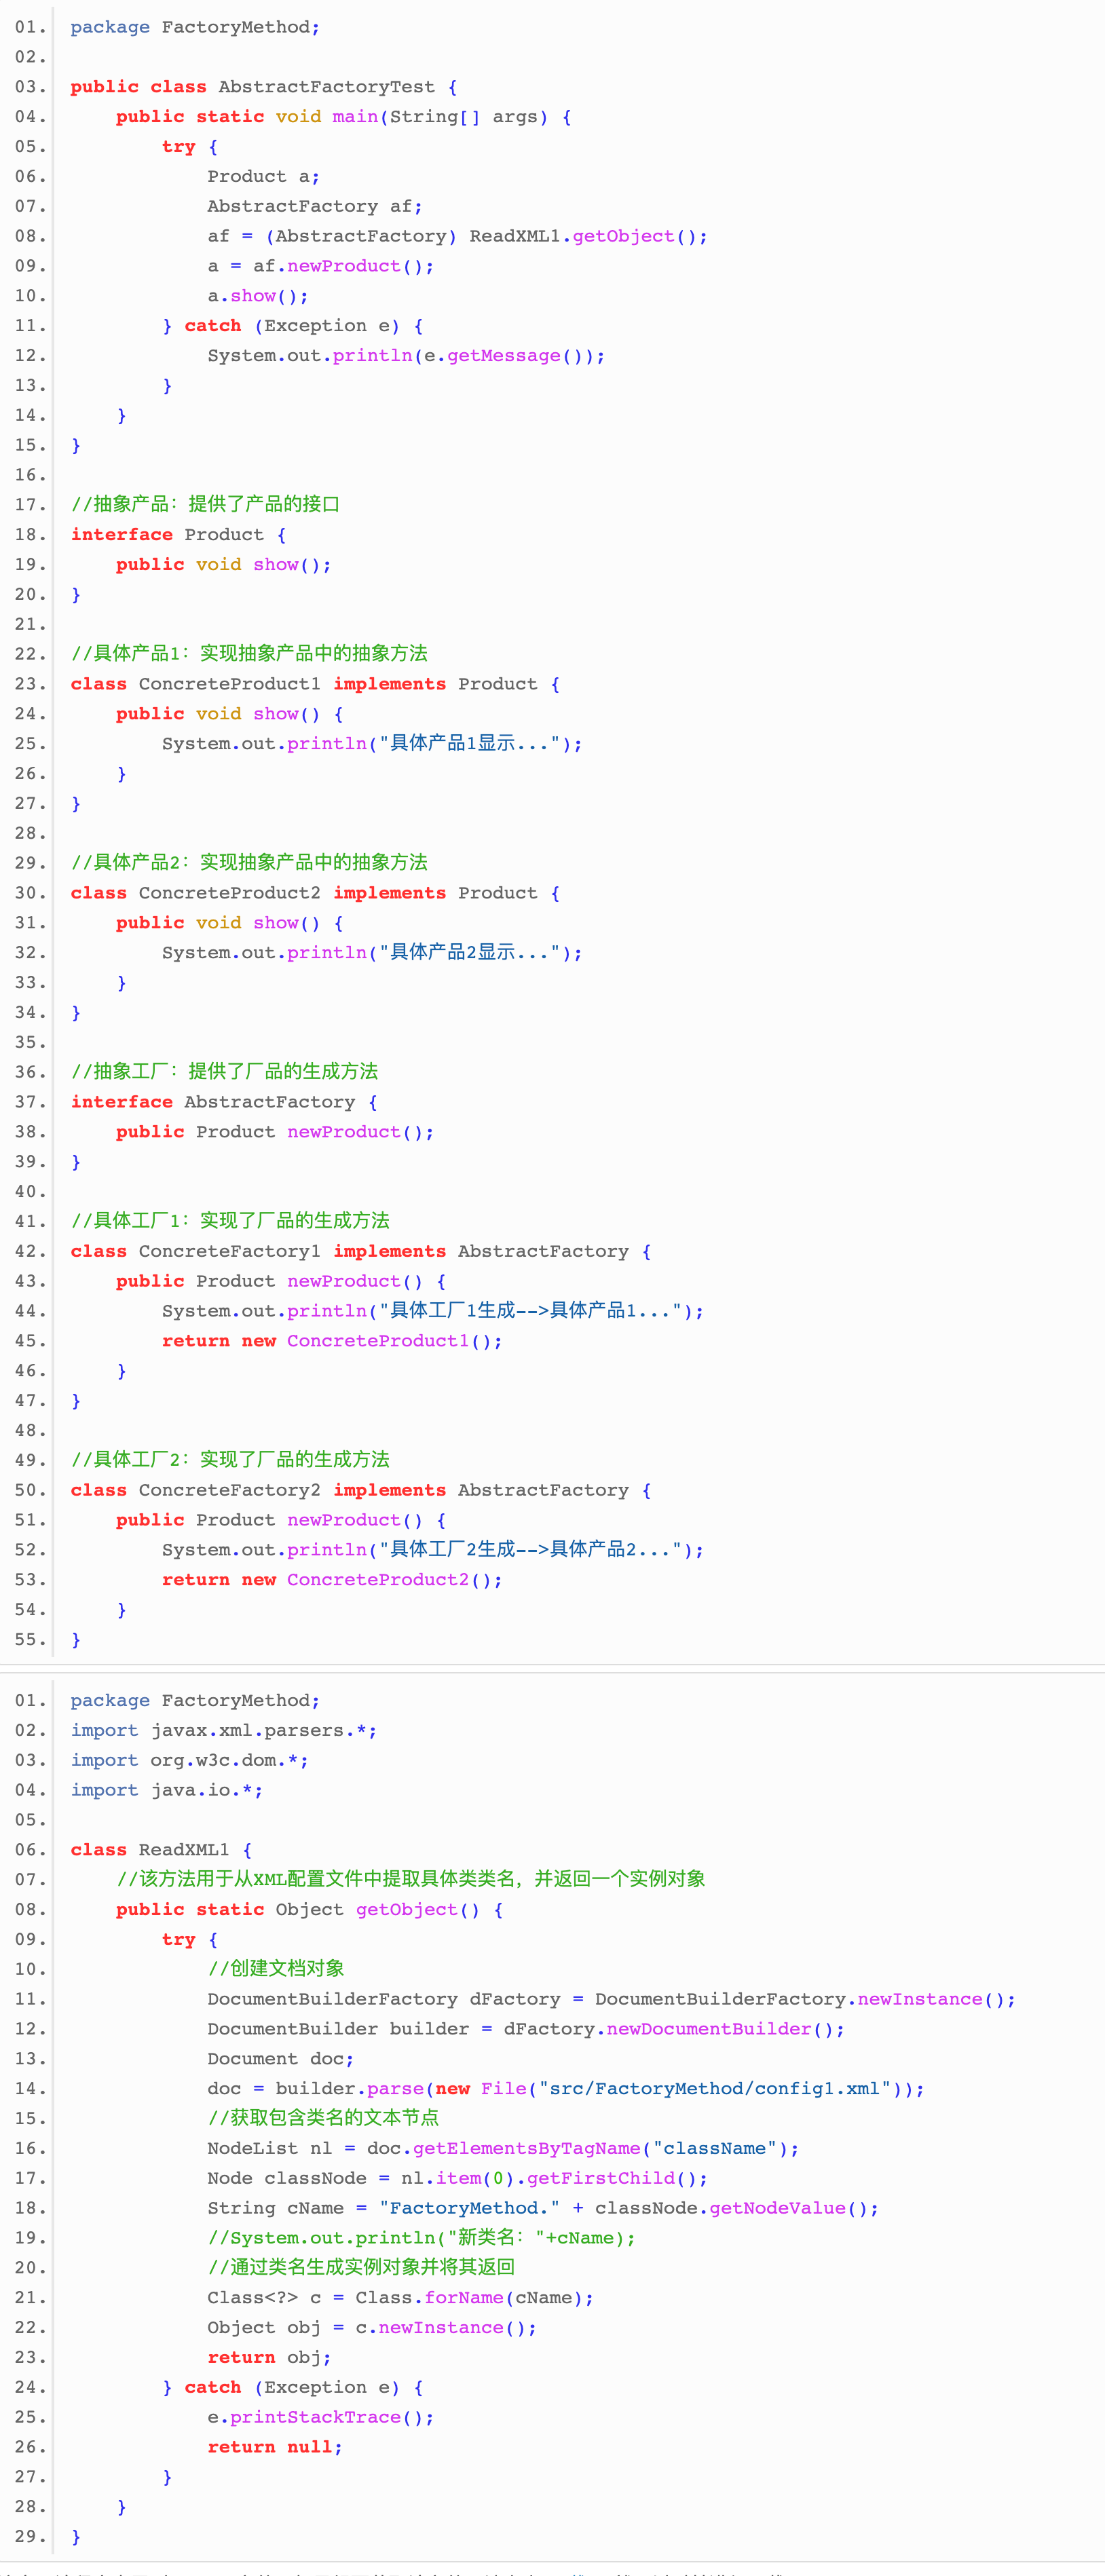 01. package FactoryMethod;
02.
03. public class AbstractFactoryTest {
04.     public static void main(String[] args) {
05.         try {
06.             Product a;
07.             AbstractFactory af;
08.             af = (AbstractFactory) ReadXML1.getObject();
09.             a = af.newProduct();
10.             a.show();
11.         } catch (Exception e) {
12.             System.out.println(e.getMessage());
13.         }
14.     }
15. }
16.
17. //抽象产品：提供了产品的接口
18. interface Product {
19.     public void show();
20. }
21.
22. //具体产品1：实现抽象产品中的抽象方法
23. class ConcreteProduct1 implements Product {
24.     public void show() {
25.         System.out.println("具体产品1显示...");
26.     }
27. }
28.
29. //具体产品2：实现抽象产品中的抽象方法
30. class ConcreteProduct2 implements Product {
31.     public void show() {
32.         System.out.println("具体产品2显示...");
33.     }
34. }
35.
36. //抽象工厂：提供了厂品的生成方法
37. interface AbstractFactory {
38.     public Product newProduct();
39. }
40.
41. //具体工厂1：实现了厂品的生成方法
42. class ConcreteFactory1 implements AbstractFactory {
43.     public Product newProduct() {
44.         System.out.println("具体工厂1生成-->具体产品1...");
45.         return new ConcreteProduct1();
46.     }
47. }
48.
49. //具体工厂2：实现了厂品的生成方法
50. class ConcreteFactory2 implements AbstractFactory {
51.     public Product newProduct() {
52.         System.out.println("具体工厂2生成-->具体产品2...");
53.         return new ConcreteProduct2();
54.     }
55. }
01. package FactoryMethod;
02. import javax.xml.parsers.*;
03. import org.w3c.dom.*;
04. import java.io.*;
05.
06. class ReadXML1 {
07.     //该方法用于从XML配置文件中提取具体类类名，并返回一个实例对象
08.     public static Object getObject() {
09.         try {
10.             //创建文档对象
11.             DocumentBuilderFactory dFactory = DocumentBuilderFactory.newInstance();
12.             DocumentBuilder builder = dFactory.newDocumentBuilder();
13.             Document doc;
14.             doc = builder.parse(new File("src/FactoryMethod/config1.xml"));
15.             //获取包含类名的文本节点
16.             NodeList nl = doc.getElementsByTagName("className");
17.             Node classNode = nl.item(0).getFirstChild();
18.             String cName = "FactoryMethod." + classNode.getNodeValue();
19.             //System.out.println("新类名："+cName);
20.             //通过类名生成实例对象并将其返回
21.             Class<?> c = Class.forName(cName);
22.             Object obj = c.newInstance();
23.             return obj;
24.         } catch (Exception e) {
25.             e.printStackTrace();
26.             return null;
27.         }
28.     }
29. }